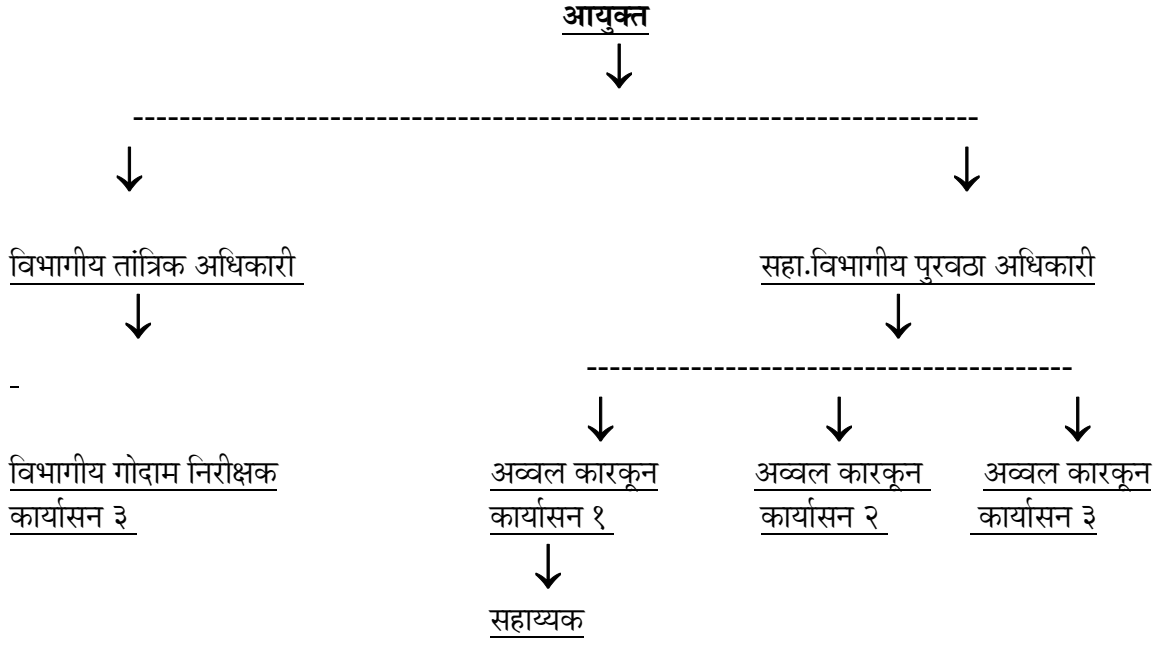 आयुक्त
विभागीय तांत्रिक अधिकारी
सहा.विभागीय पुरवठा अधिकारी
विभागीय गोदाम निरीक्षक
कार्यासन ३
अव्वल कारकून
कार्यासन १
अव्वल कारकून
कार्यासन २
अव्वल कारकून
कार्यासन ३
सहाय्यक